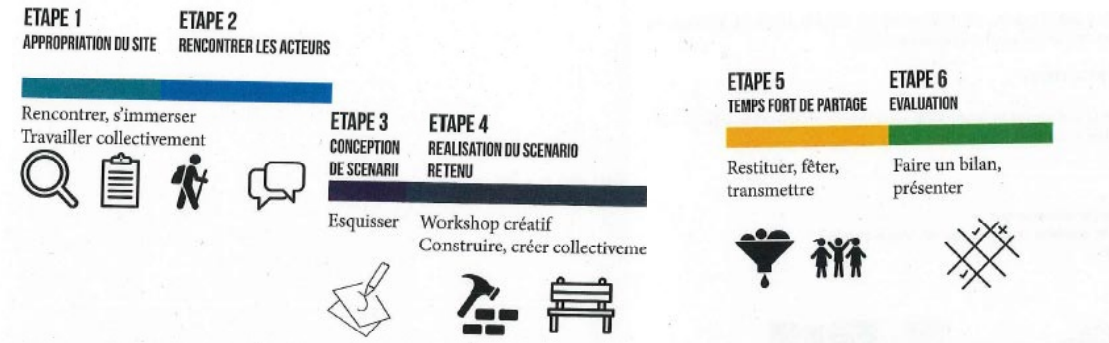 ETAPE 1
APPROPRIATION DU SITE
ETAPE 2
RENCONTRER LES ACTEURS
Rencontrer, s'immerser
Travailler collectivement
ETAPE 3
CONCEPTION
DE SCENARII
Esquisser
ETAPE 4
REALISATION DU SCENARIO
RETENU
Workshop créatif
Construire, créer collectiveme
ETAPE 5
TEMPS FORT DE PARTAGE
Restituer, fêter,
transmettre
ETAPE 6
EVALUATION
Faire un bilan,
présenter